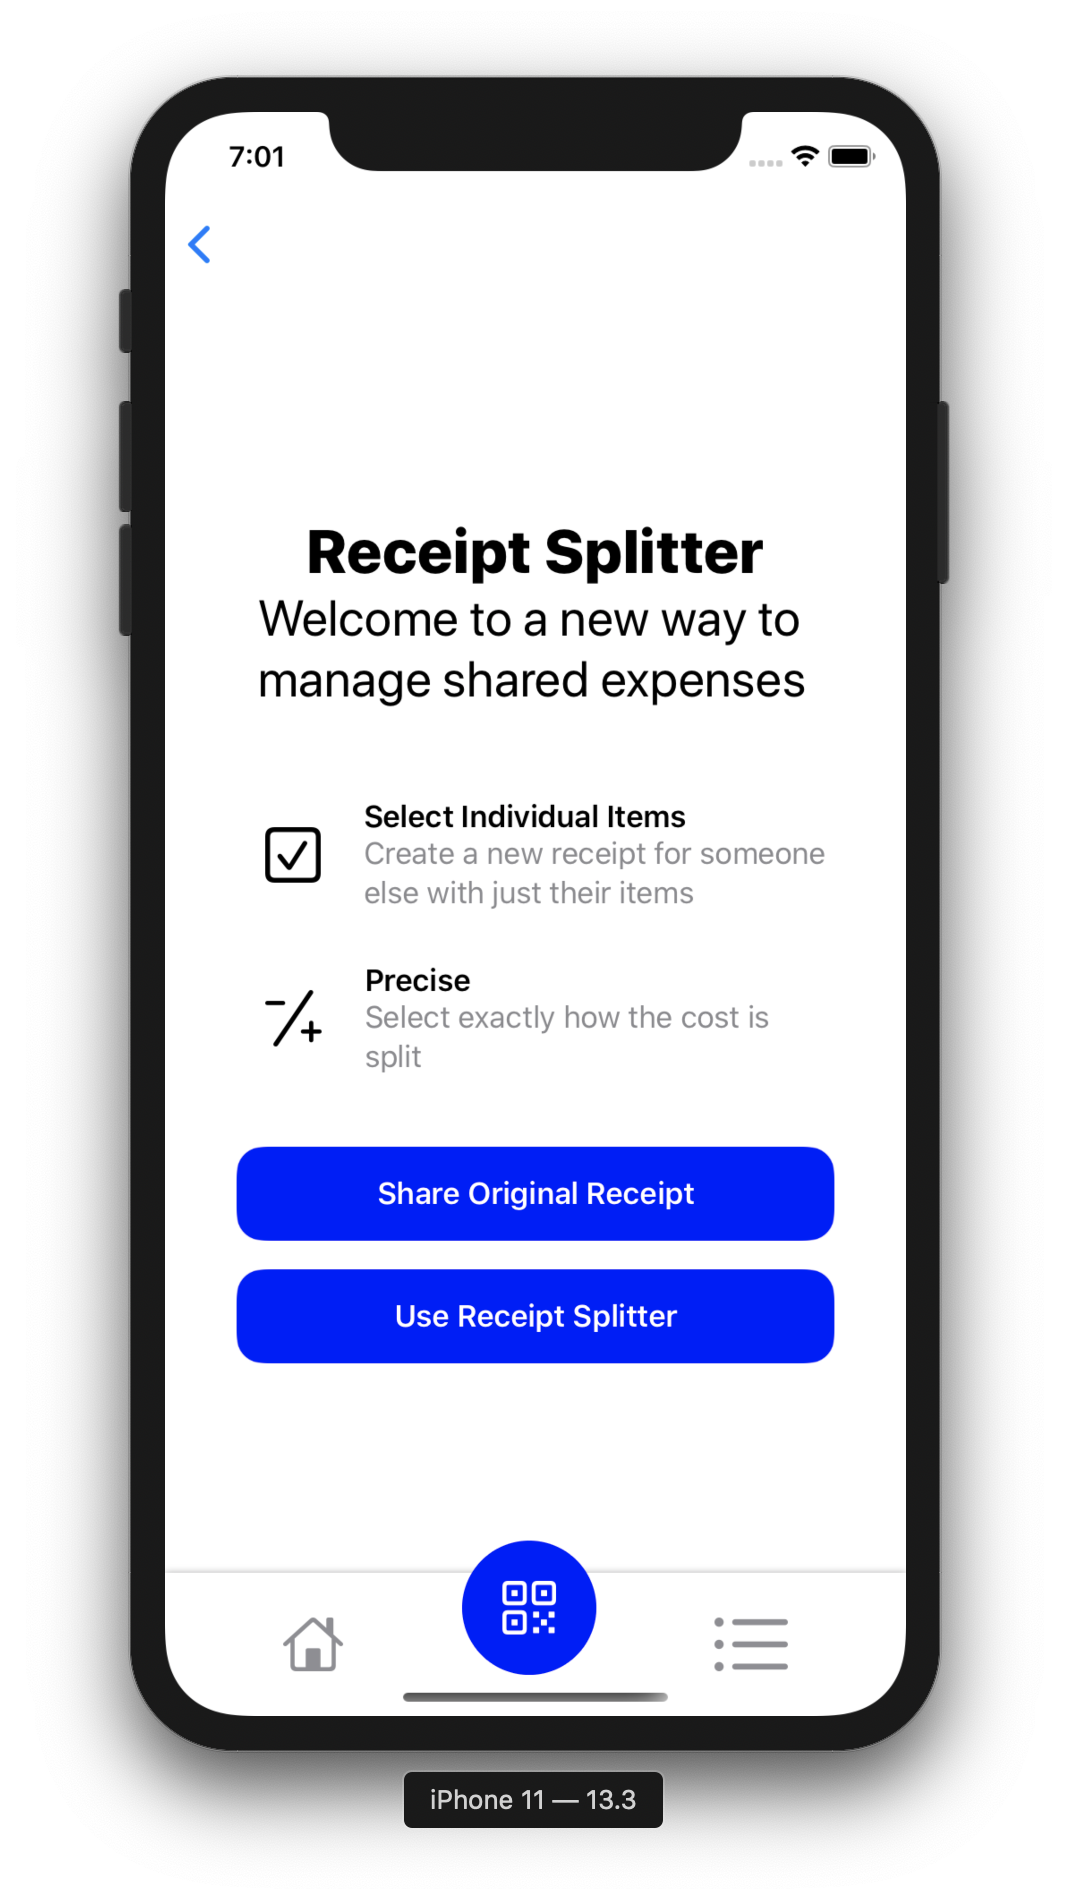 7:01
Receipt Splitter
Welcome to a new way to
manage shared expenses
Select Individual Items
Create a new receipt for someone
else with just their items
Precise
Select exactly how the cost is
split
Share Original Receipt
Use Receipt Splitter
iPhone 11 — 13.3